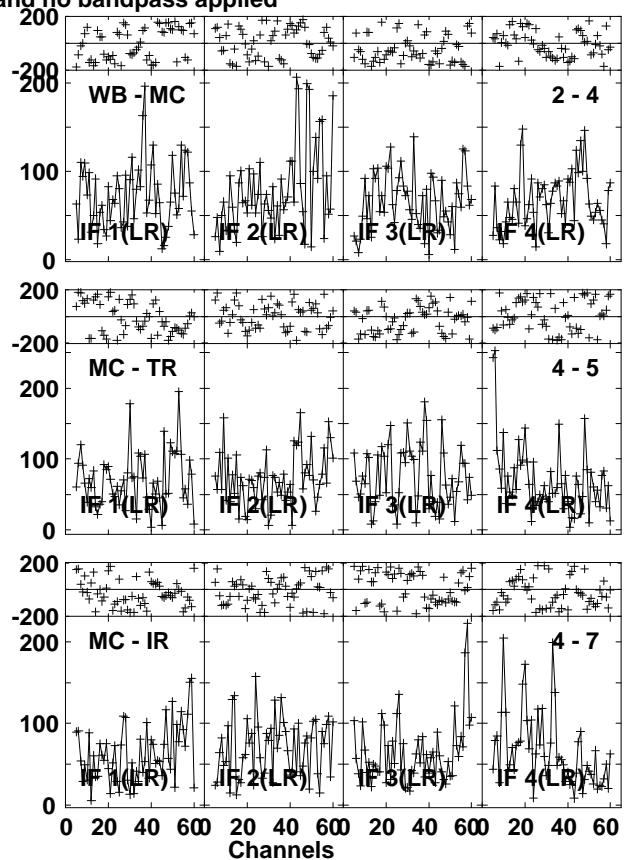 and no bandpass applied
200
-200
200
WB - MC
2 - 4
100
IF 1(LR)
IF 2(LR)
IF 3(LR)
IF 4(LR)
0
200
-200
MC - TR
4 - 5
200
100
IF 1(LR)
IF 2(LR)
IF 3(LR)
IF 4(LR)
0
200
-200
MC - IR
4 - 7
200
100
IF 1(LR)
IF 2(LR)
IF 3(LR)
IF 4(LR)
0
0 20 40 60 0 20 40 60 0 20 40 60 0 20 40 60
Channels